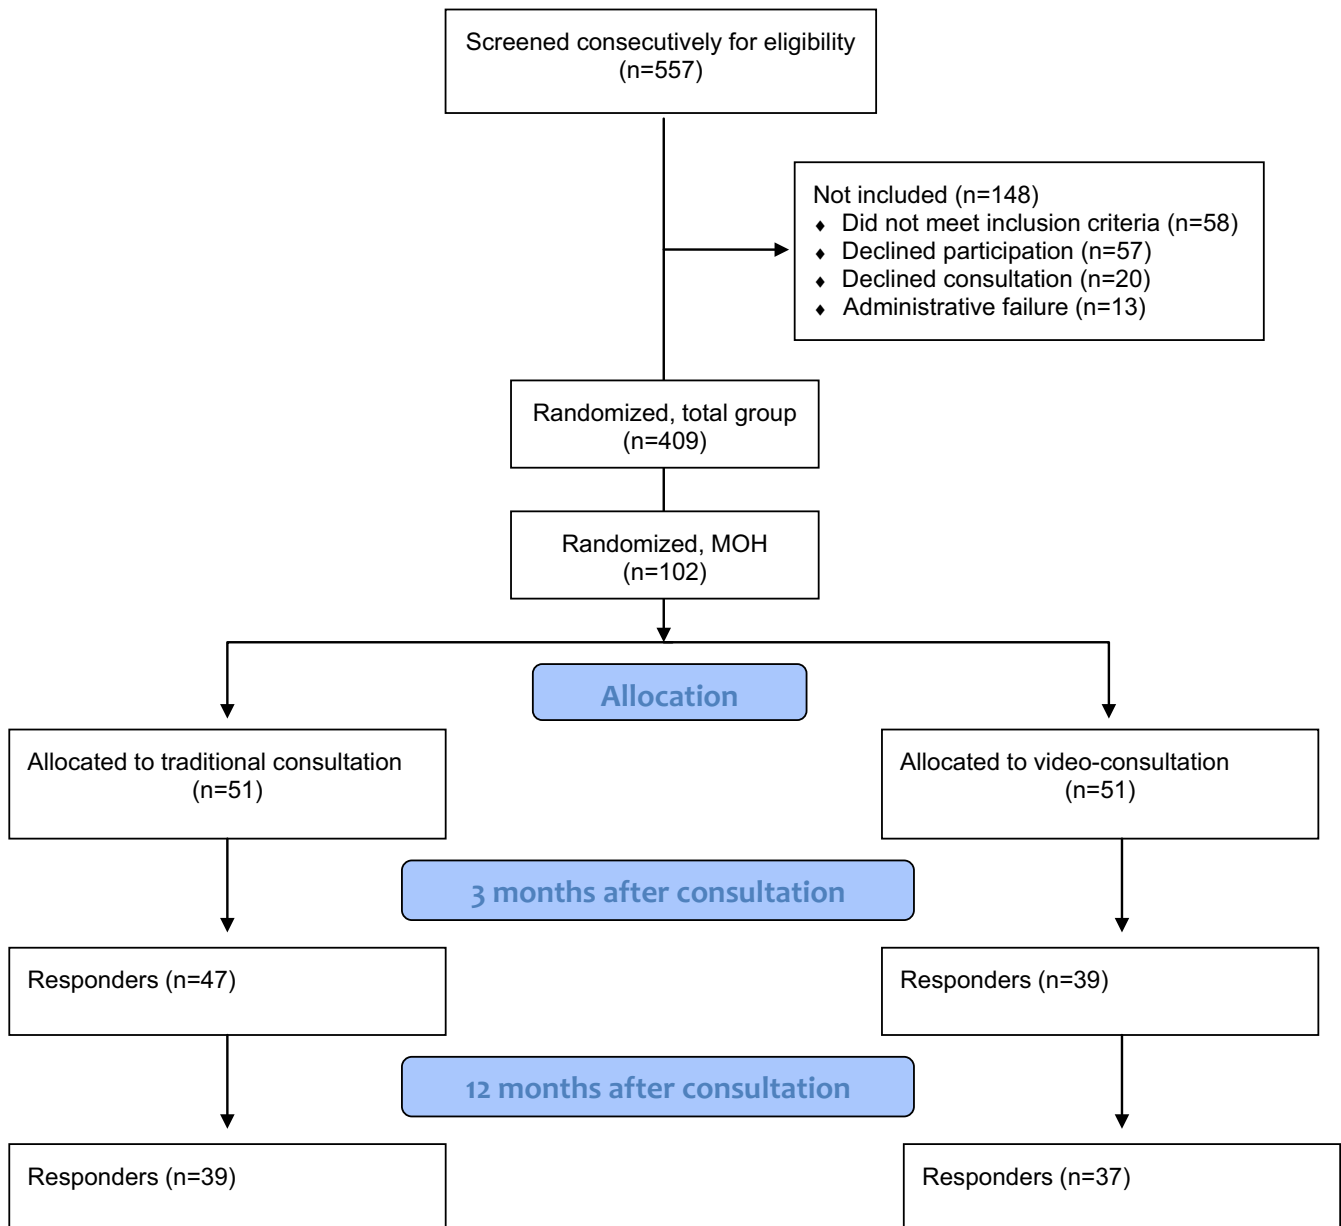 Screened consecutively for eligibility
(n=557)
Not included (n=148)
♦ Did not meet inclusion criteria (n=58)
♦ Declined participation (n=57)
♦ Declined consultation (n=20)
♦ Administrative failure (n=13)
Randomized, total group
(n=409)
Randomized, MOH
(n=102)
Allocation
Allocated to traditional consultation
(n=51)
Allocated to video-consultation
(n=51)
3 months after consultation
Responders (n=47)
Responders (n=39)
12 months after consultation
Responders (n=39)
Responders (n=37)